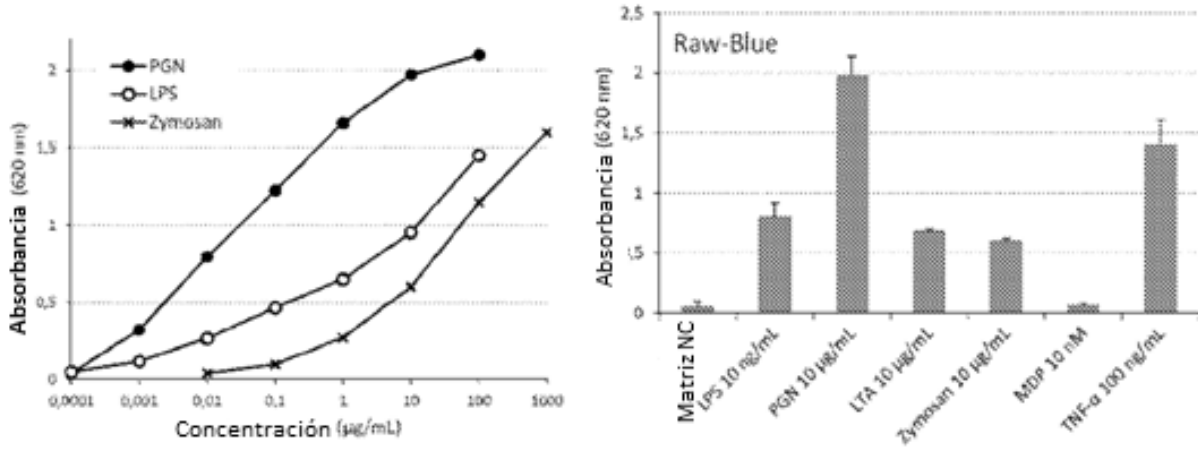 Absorbancia (620 nm)
2
1,5
1
0,5
0
PGN
LPS
Zymosan
0,0001 0,001 0,01 0,1 1 10 100 1000
Concentración (µg/mL)
Absorbancia (620 nm)
2,5
2
1,5
1
0
Raw-Blue
Matriz NC
LPS 10 ng/mL
PGN 10 µg/mL
LTA 10 µg/mL
Zymosan 10 µg/mL
MDP 10 nM
TNF-α 100 ng/mL